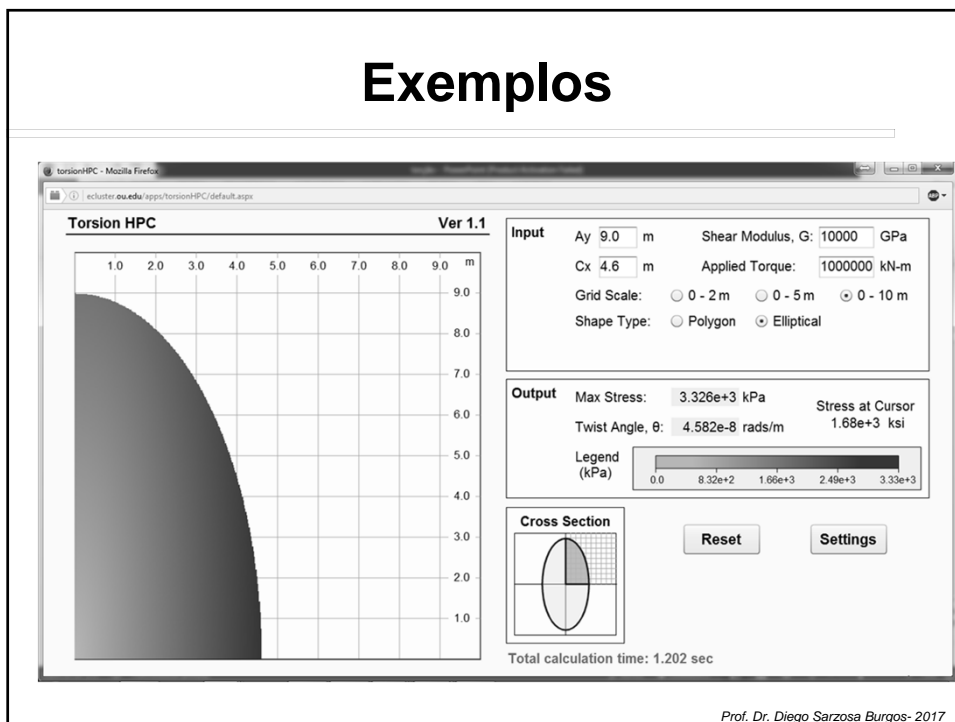 Exemplos
torsionHPC - Mozilla Firefox
ecluster.ou.edu/apps/torsionHPC/default.aspx
ABP
Torsion HPC Ver 1.1
1.0 2.0 3.0 4.0 5.0 6.0 7.0 8.0 9.0 m
9.0
8.0
7.0
6.0
5.0
4.0
3.0
2.0
1.0
Input
Ay 9.0 m Shear Modulus, G: 10000 GPa
Cx 4.6 m Applied Torque: 1000000 kN-m
Grid Scale: 0 - 2 m 0 - 5 m 0 - 10 m
Shape Type: Polygon Elliptical
Output
Max Stress: 3.326e+3 kPa
Twist Angle, θ: 4.582e-8 rads/m
Stress at Cursor
1.68e+3 ksi
Legend
(kPa)
0.0 8.32e+2 1.66e+3 2.49e+3 3.33e+3
Cross Section
Reset Settings
Total calculation time: 1.202 sec
Prof. Dr. Diego Sarzosa Burgos- 2017